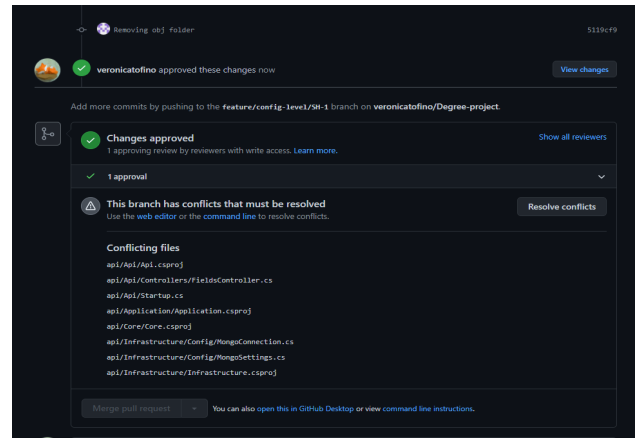 Removing obj folder 5119cf9
veronicatofino approved these changes now View changes
Add more commits by pushing to the feature/config-level/SH-1 branch on veronicatofino/Degree-project.
Changes approved Show all reviewers
1 approving review by reviewers with write access. Learn more.
1 approval
This branch has conflicts that must be resolved Resolve conflicts
Use the web editor or the command line to resolve conflicts.
Conflicting files
api/Api/Api.csproj
api/Api/Controllers/FieldsController.cs
api/Api/Startup.cs
api/Application/Application.csproj
api/Core/Core.csproj
api/Infrastructure/Config/MongoConnection.cs
api/Infrastructure/Config/MongoSettings.cs
api/Infrastructure/Infrastructure.csproj
Merge pull request You can also open this in GitHub Desktop or view command line instructions.